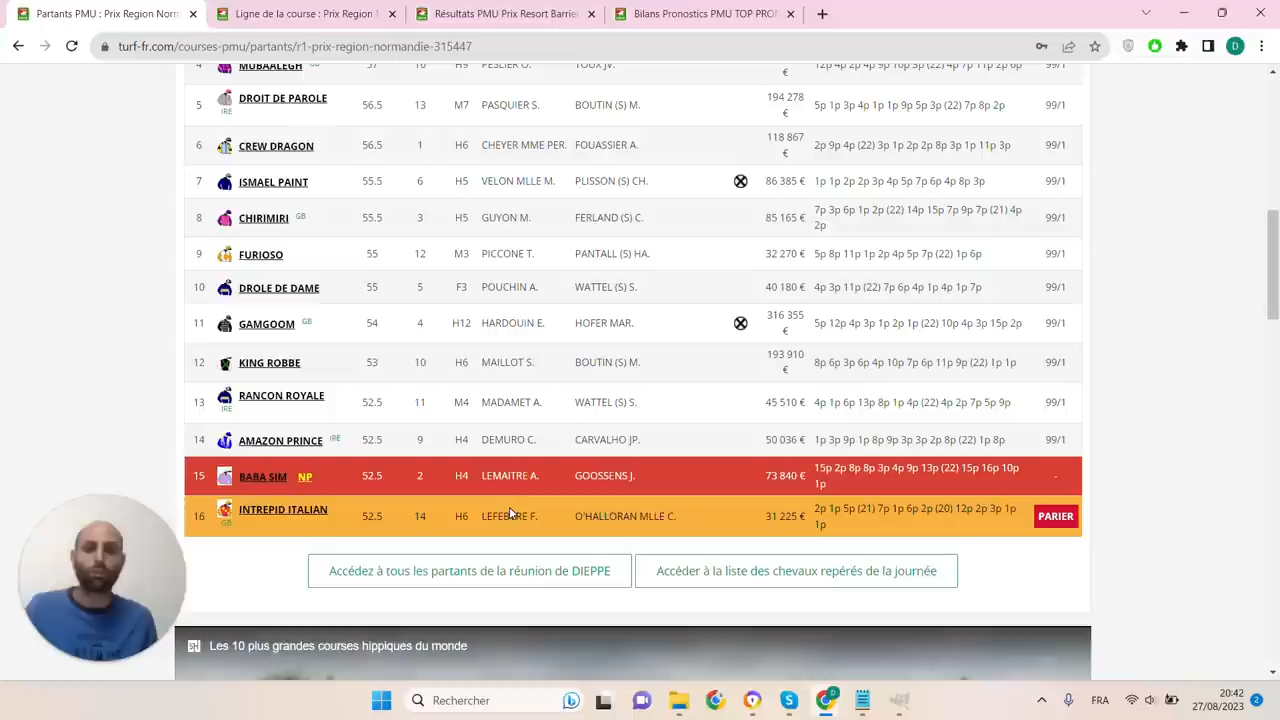 Partants PMU : Prix Region Norm
Ligne de la course : Prix Region
Résultats PMU Prix Resort Barrier
Bilans Pronostics PMU TOP PRO
turf-fr.com/courses-pmu/partants/r1-prix-region-normandie-315447
4 MUBAALEGH GB 57 16 H9 PESLIER O. YOUX JV. € 12p 4p 2p 4p 9p 10p 3p (22) 4p 7p 11p 2p 6p 99/1
5 DROIT DE PAROLE IRE 56.5 13 M7 PASQUIER S. BOUTIN (S) M. 194 278 € 5p 1p 3p 4p 1p 1p 9p 5p 3p (22) 7p 8p 2p 99/1
6 CREW DRAGON 56.5 1 H6 CHEYER MME PER. FOUASSIER A. 118 867 € 2p 9p 4p (22) 3p 1p 2p 2p 8p 3p 1p 11p 3p 99/1
7 ISMAEL PAINT 55.5 6 H5 VELON MLLE M. PLISSON (S) CH. 86 385 € 1p 1p 2p 2p 3p 4p 5p 7p 6p 4p 8p 3p 99/1
8 CHIRIMIRI GB 55.5 3 H5 GUYON M. FERLAND (S) C. 85 165 € 7p 3p 6p 1p 2p (22) 14p 15p 7p 9p 7p (21) 4p 2p 99/1
9 FURIOSO 55 12 M3 PICCONE T. PANTALL (S) HA. 32 270 € 5p 8p 11p 1p 2p 4p 5p 7p (22) 1p 6p 99/1
10 DROLE DE DAME 55 5 F3 POUCHIN A. WATTEL (S) S. 40 180 € 4p 3p 11p (22) 7p 6p 4p 1p 4p 1p 7p 99/1
11 GAMGOOM GB 54 4 H12 HARDOUIN E. HOFER MAR. 316 355 € 5p 12p 4p 3p 1p 2p 1p (22) 10p 4p 3p 15p 2p 99/1
12 KING ROBBE 53 10 H6 MAILLOT S. BOUTIN (S) M. 193 910 € 8p 6p 3p 6p 4p 10p 7p 6p 11p 9p (22) 1p 1p 99/1
13 RANCON ROYALE IRE 52.5 11 M4 MADAMET A. WATTEL (S) S. 45 510 € 4p 1p 6p 13p 8p 1p 4p (22) 4p 2p 7p 5p 9p 99/1
14 AMAZON PRINCE IRE 52.5 9 H4 DEMURO C. CARVALHO JP. 50 036 € 1p 3p 9p 1p 8p 9p 3p 3p 2p 8p (22) 1p 8p 99/1
15 BABA SIM NP 52.5 2 H4 LEMAITRE A. GOOSSENS J. 73 840 € 15p 2p 8p 8p 3p 4p 9p 13p (22) 15p 16p 10p 1p -
16 INTREPID ITALIAN GB 52.5 14 H6 LEFEBVRE F. O'HALLORAN MLLE C. 31 225 € 2p 1p 5p (21) 7p 1p 6p 2p (20) 12p 2p 3p 1p 1p PARIER
Accédez à tous les partants de la réunion de DIEPPE
Accéder à la liste des chevaux repérés de la journée
Les 10 plus grandes courses hippiques du monde
Rechercher
FRA
20:42
27/08/2023
2